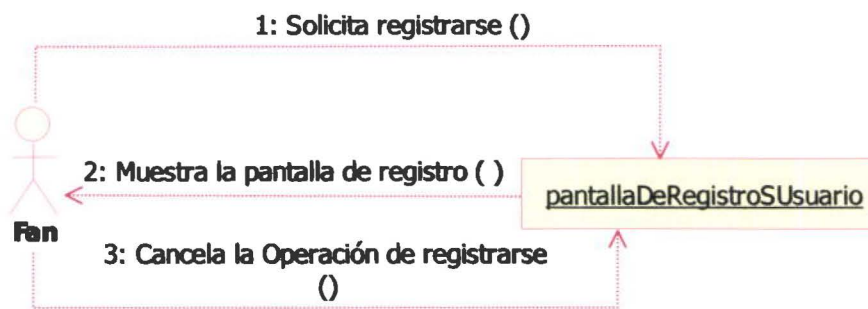 1: Solicita registrarse ()
2: Muestra la pantalla de registro ( )
pantallaDeRegistroSUsuario
Fan
3: Cancela la Operación de registrarse
()